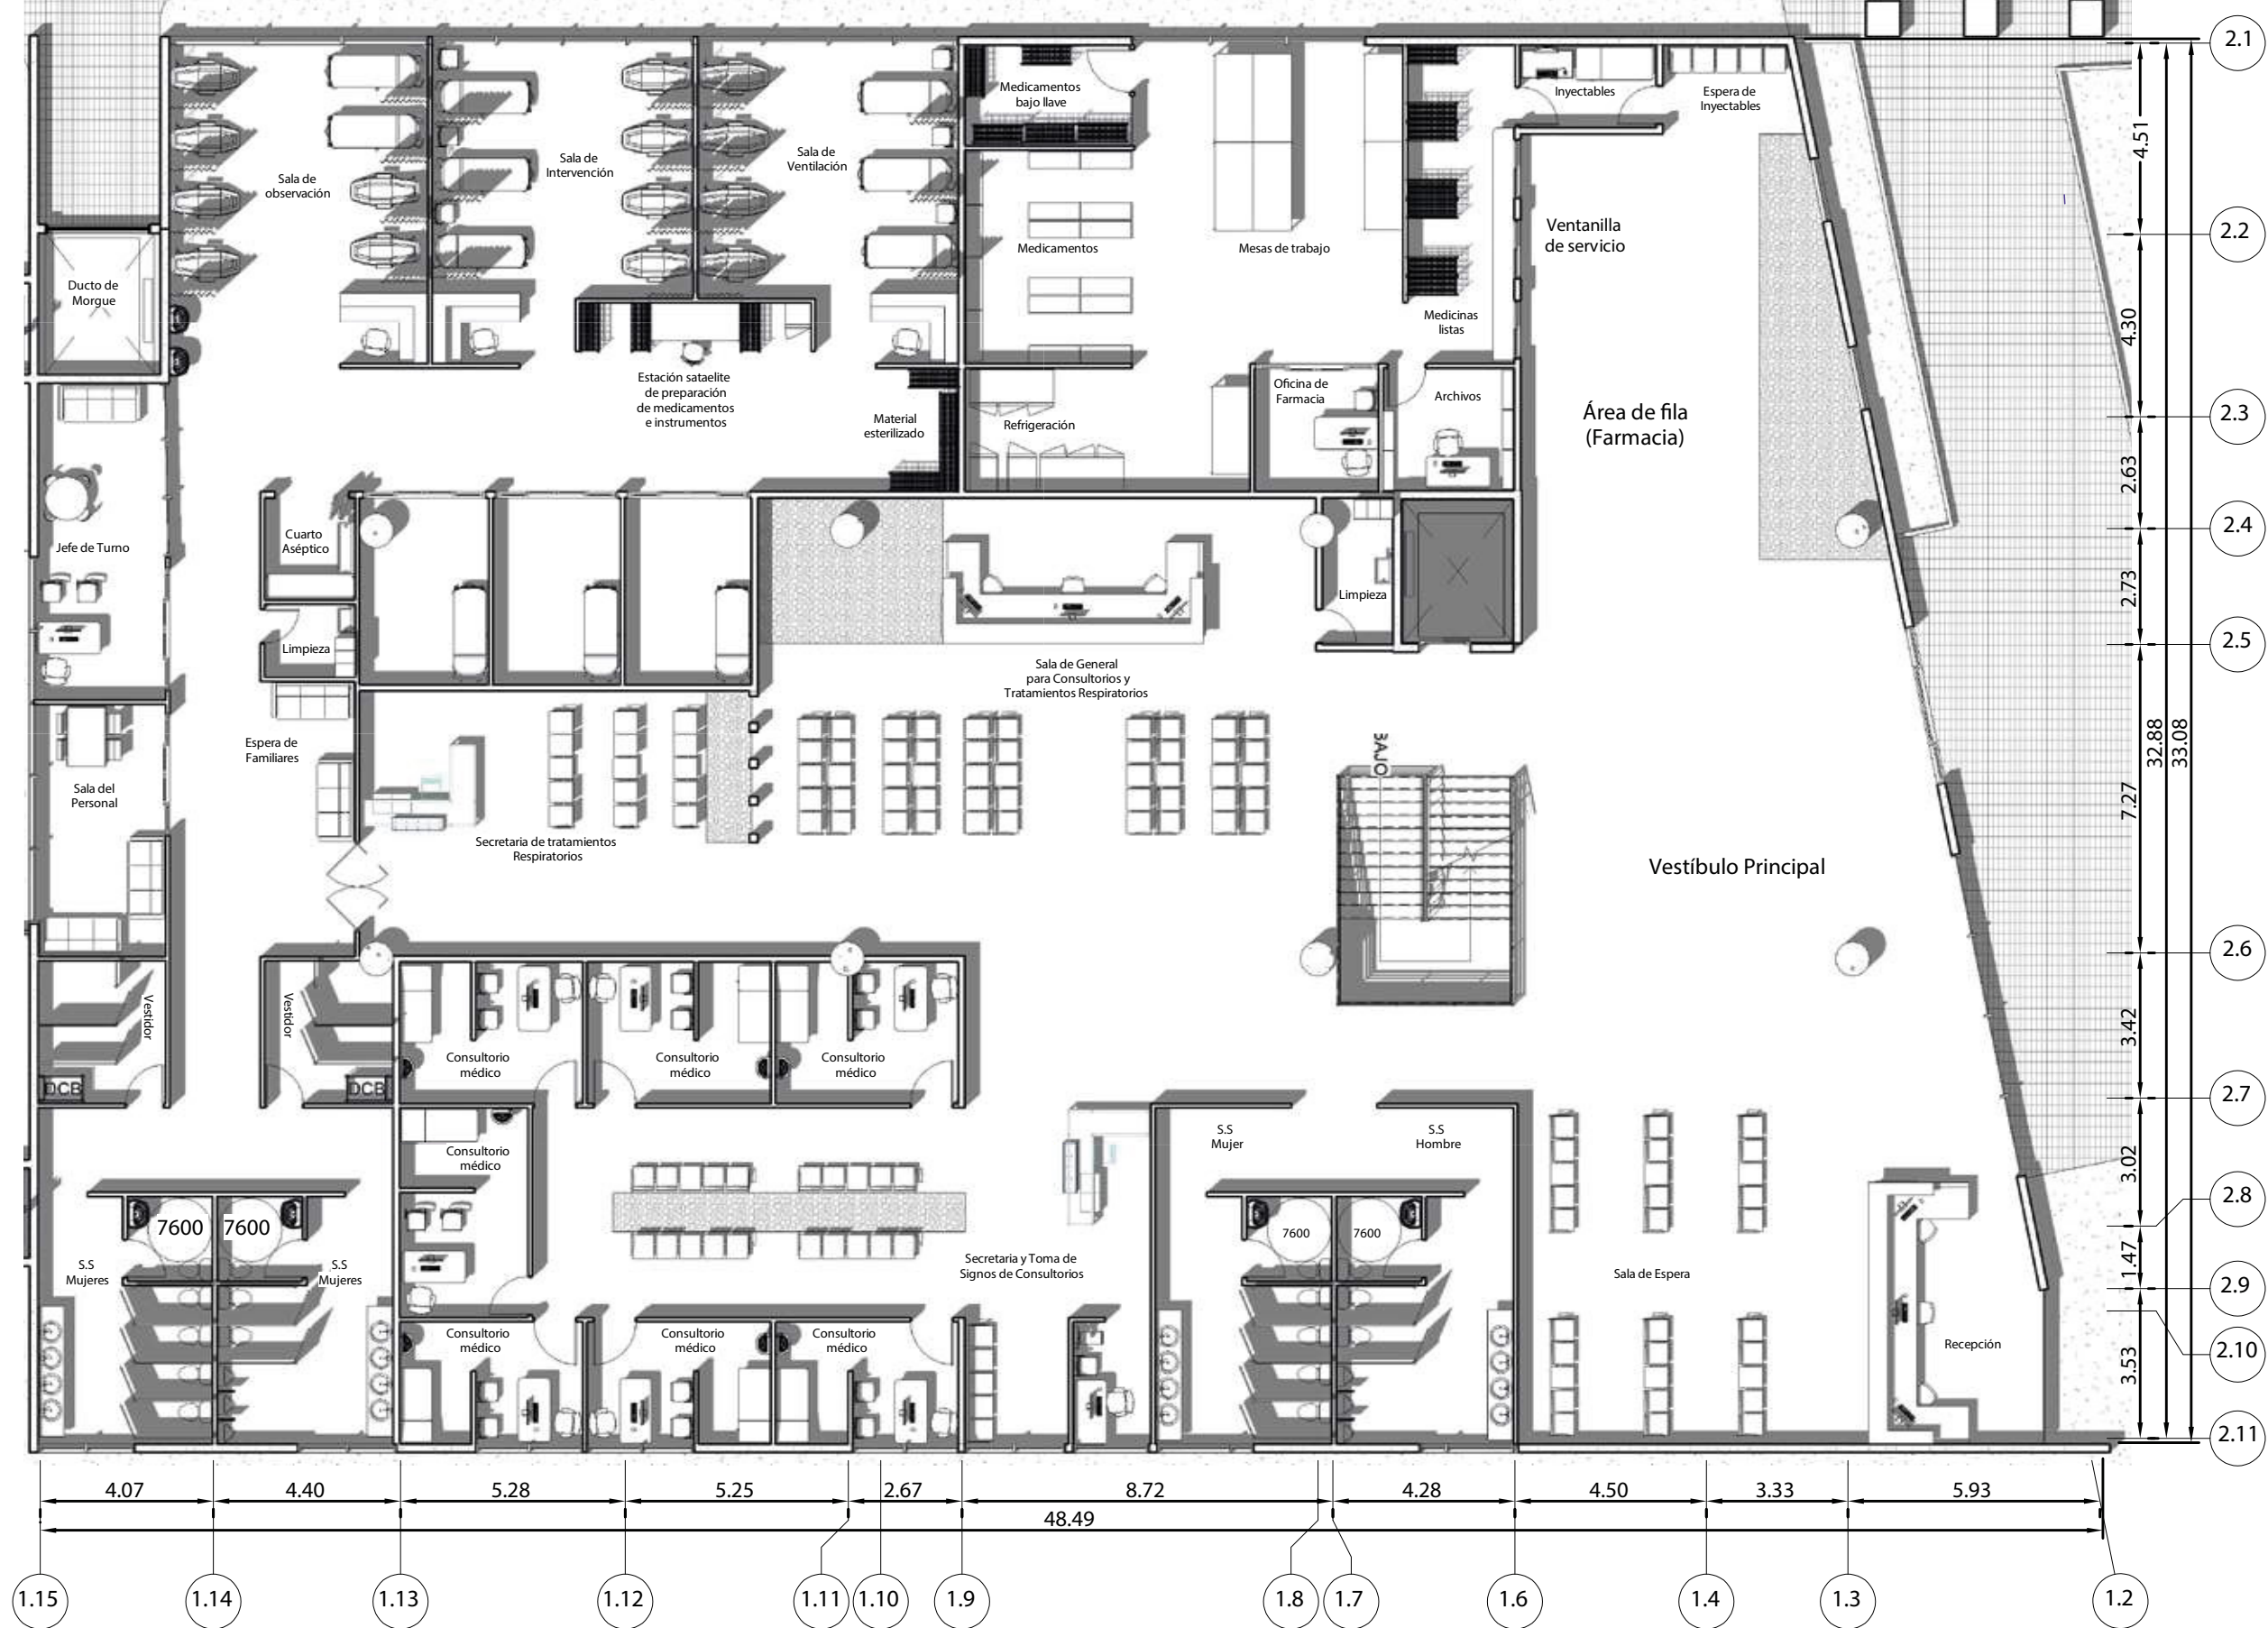 2.1
Medicamentos
bajo llave
Inyectables
Espera de
Inyectables
4.51
Sala de
observación
Sala de
Intervención
Sala de
Ventilación
Medicamentos
Mesas de trabajo
Ventanilla
de servicio
2.2
Ducto de
Morgue
Medicinas
listas
4.30
Estación sataelite
de preparación
de medicamentos
e instrumentos
Material
esterilizado
Refrigeración
Oficina de
Farmacia
Archivos
Área de fila
(Farmacia)
2.3
2.63
Jefe de Turno
Cuarto
Aséptico
2.4
Limpieza
2.73
Limpieza
2.5
Sala de General
para Consultorios y
Tratamientos Respiratorios
Espera de
Familiares
BAJO
32.88
33.08
7.27
Sala del
Personal
Secretaria de tratamientos
Respiratorios
Vestíbulo Principal
2.6
Vestidor
Vestidor
3.42
Consultorio
médico
Consultorio
médico
Consultorio
médico
DCB
DCB
2.7
S.S
Mujer
S.S
Hombre
Consultorio
médico
3.02
2.8
7600
7600
7600
7600
S.S
Mujeres
S.S
Mujeres
Secretaria y Toma de
Signos de Consultorios
Sala de Espera
1.47
2.9
Consultorio
médico
Consultorio
médico
Consultorio
médico
Recepción
2.10
3.53
2.11
4.07
4.40
5.28
5.25
2.67
8.72
4.28
4.50
3.33
5.93
48.49
1.15
1.14
1.13
1.12
1.11
1.10
1.9
1.8
1.7
1.6
1.4
1.3
1.2